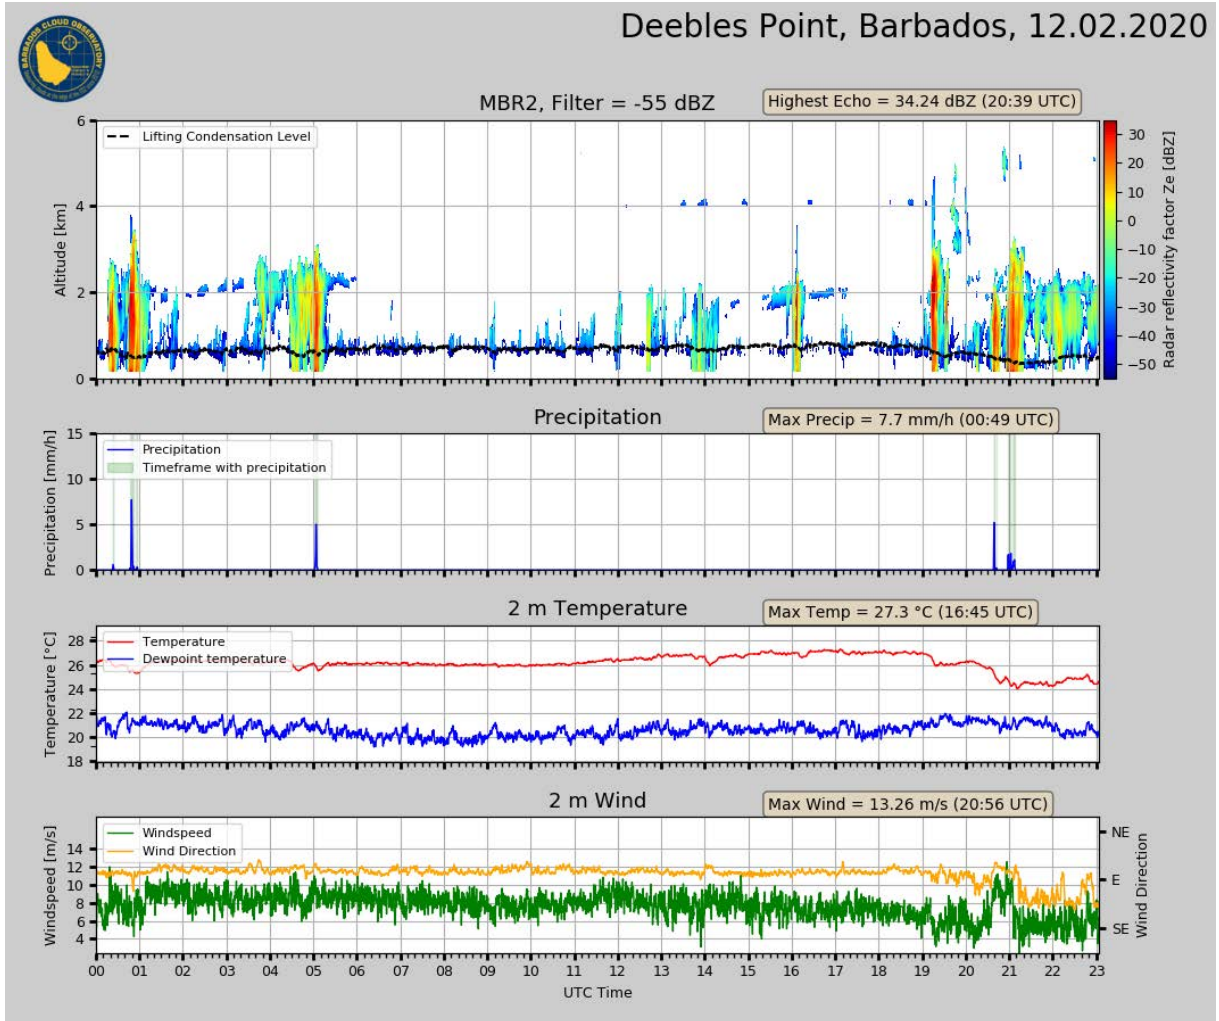 Deebles Point, Barbados, 12.02.2020
BARBADOS CLOUD OBSERVATORY
MBR2, Filter = -55 dBZ
Highest Echo = 34.24 dBZ (20:39 UTC)
Lifting Condensation Level
Altitude [km]
6
4
2
0
30
20
10
0
−10
−20
−30
−40
−50
Radar reflectivity factor Ze [dBZ]
Precipitation
Max Precip = 7.7 mm/h (00:49 UTC)
Precipitation
Timeframe with precipitation
Precipitation [mm/h]
15
10
5
0
2 m Temperature
Max Temp = 27.3 °C (16:45 UTC)
Temperature
Dewpoint temperature
Temperature [°C]
28
26
24
22
20
18
2 m Wind
Max Wind = 13.26 m/s (20:56 UTC)
Windspeed
Wind Direction
Windspeed [m/s]
14
12
10
8
6
4
NE
E
SE
Wind Direction
00 01 02 03 04 05 06 07 08 09 10 11 12 13 14 15 16 17 18 19 20 21 22 23
UTC Time